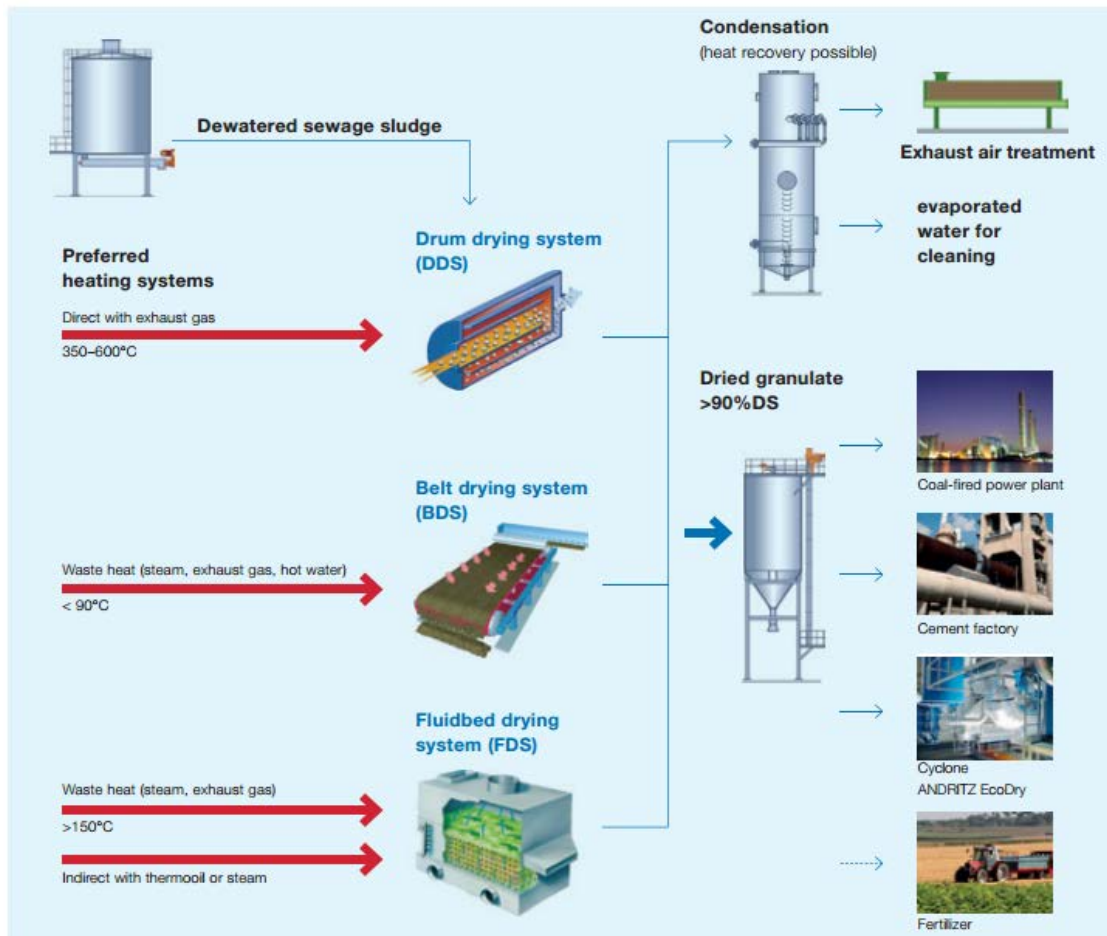 Condensation
(heat recovery possible)
Dewatered sewage sludge
Exhaust air treatment
evaporated
water for
cleaning
Preferred
heating systems
Drum drying system
(DDS)
Direct with exhaust gas
350–600°C
Dried granulate
>90%DS
Coal-fired power plant
Belt drying system
(BDS)
Waste heat (steam, exhaust gas, hot water)
< 90°C
Cement factory
Fluidbed drying
system (FDS)
Cyclone
ANDRITZ EcoDry
Waste heat (steam, exhaust gas)
>150°C
Indirect with thermooil or steam
Fertilizer